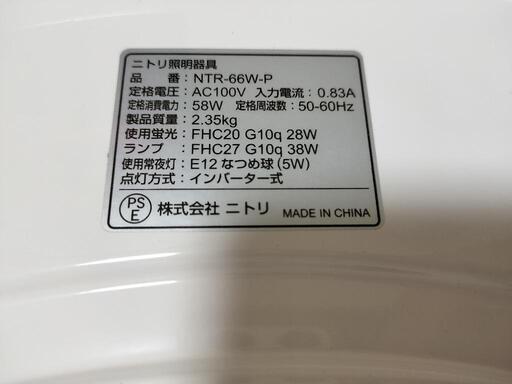 ニトリ照明器具
品 番：NTR-66W-P
定格電圧：AC100V 入力電流：0.83A
定格消費電力：58W 定格周波数：50-60Hz
製品質量：2.35kg
使用蛍光：FHC20 G10q 28W
ランプ：FHC27 G10q 38W
使用常夜灯：E12 なつめ球(5W)
点灯方式：インバーター式
PS
E
株式会社 ニトリ MADE IN CHINA